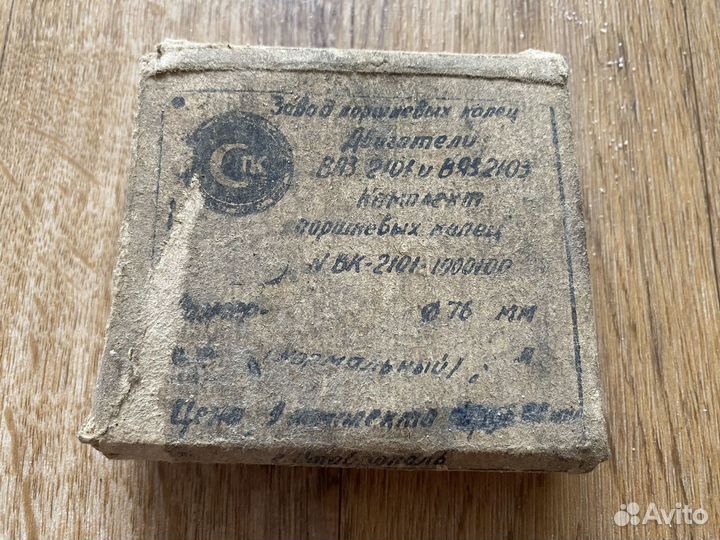 Завод поршневых колец
СПК
Двигатели:
ВАЗ 2101 и ВАЗ 2103
Комплект
поршневых колец
N ВК-2101-1000100
Ф 76 мм
(нормальный)
Цена 1 комплекта
Avito